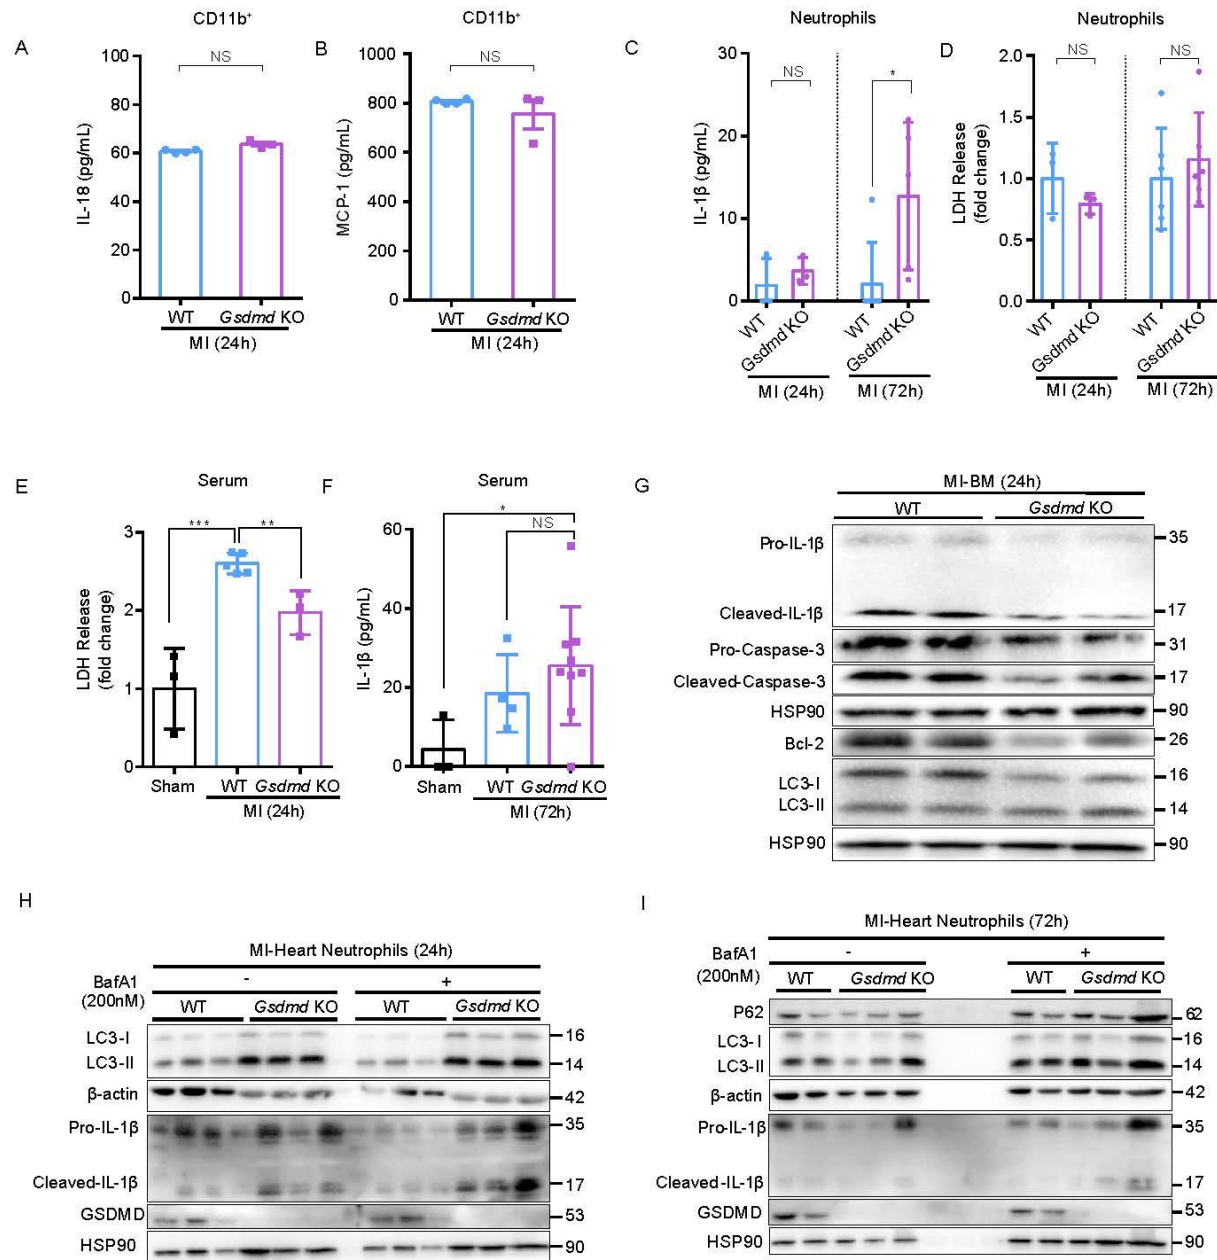 A
CD11b⁺
NS
IL-18 (pg/mL)
100
80
60
40
20
0
WT
Gsdmd KO
MI (24h)
B
CD11b⁺
NS
MCP-1 (pg/mL)
1000
800
600
400
200
0
WT
Gsdmd KO
MI (24h)
C
Neutrophils
NS
*
IL-1β (pg/mL)
30
20
10
0
WT
Gsdmd KO
WT
Gsdmd KO
MI (24h)
MI (72h)
D
Neutrophils
NS
NS
LDH Release
(fold change)
2.0
1.5
1.0
0.5
0.0
WT
Gsdmd KO
WT
Gsdmd KO
MI (24h)
MI (72h)
E
Serum
***
**
LDH Release
(fold change)
3
2
1
0
Sham
WT
Gsdmd KO
MI (24h)
F
Serum
*
NS
IL-1β (pg/mL)
60
40
20
0
Sham
WT
Gsdmd KO
MI (72h)
G
MI-BM (24h)
WT
Gsdmd KO
Pro-IL-1β
35
Cleaved-IL-1β
17
Pro-Caspase-3
31
Cleaved-Caspase-3
17
HSP90
90
Bcl-2
26
LC3-I
16
LC3-II
14
HSP90
90
H
MI-Heart Neutrophils (24h)
BafA1
(200nM)
-
+
WT
Gsdmd KO
WT
Gsdmd KO
LC3-I
16
LC3-II
14
β-actin
42
Pro-IL-1β
35
Cleaved-IL-1β
17
GSDMD
53
HSP90
90
I
MI-Heart Neutrophils (72h)
BafA1
(200nM)
-
+
WT
Gsdmd KO
WT
Gsdmd KO
P62
62
LC3-I
16
LC3-II
14
β-actin
42
Pro-IL-1β
35
Cleaved-IL-1β
17
GSDMD
53
HSP90
90